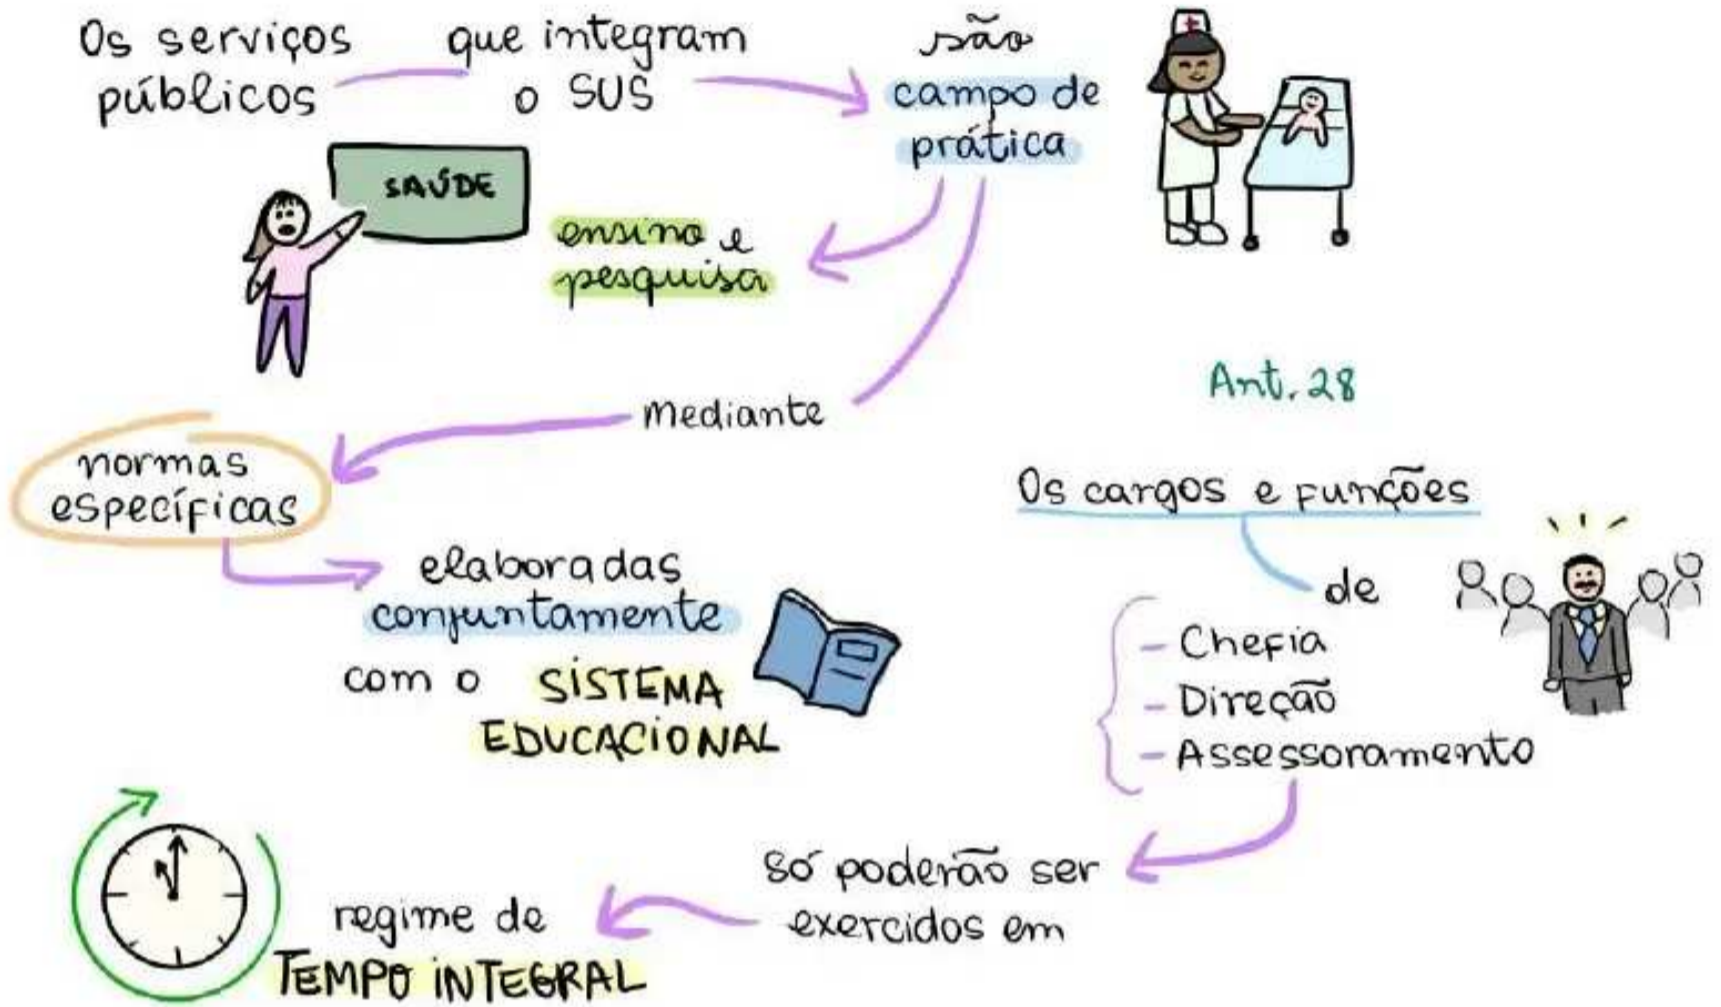 Os serviços
públicos
que integram
o SUS
são
campo de
prática
SAÚDE
ensino e
pesquisa
mediante
normas
específicas
elaboradas
conjuntamente
com o SISTEMA
EDUCACIONAL
Art. 28
Os cargos e Funções
de
- Chefia
- Direção
- Assessoramento
só poderão ser
exercidos em
regime de
TEMPO INTEGRAL